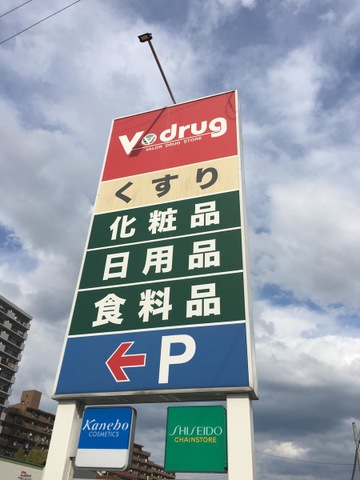 V drug
VALOR DRUG STORE
くすり
化粧品
日用品
食料品
P
Kanebo
COSMETICS
SHISEIDO
CHAINSTORE